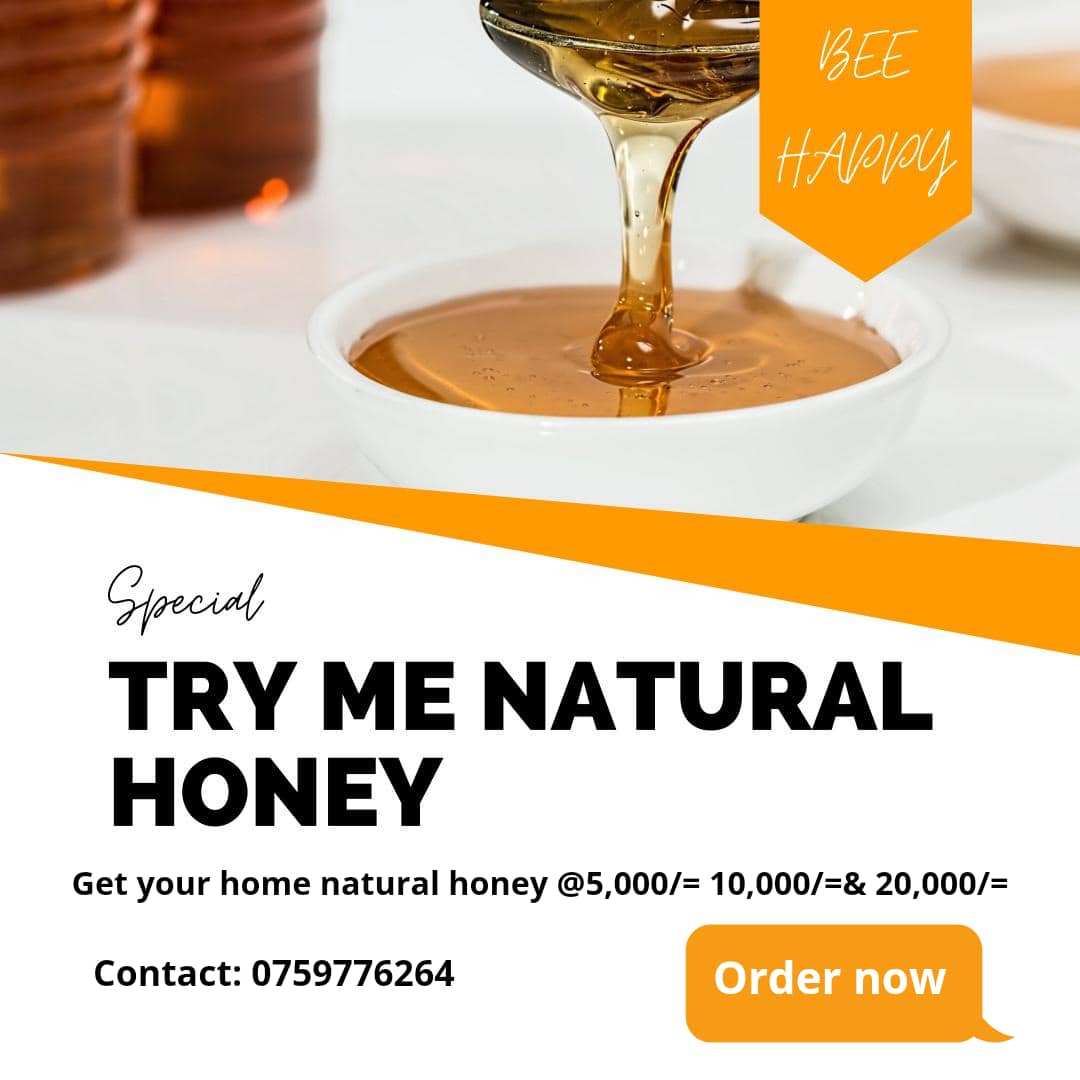 BEE
HAPPY
Special
TRY ME NATURAL
HONEY
Get your home natural honey @5,000/= 10,000/=& 20,000/=
Contact: 0759776264
Order now